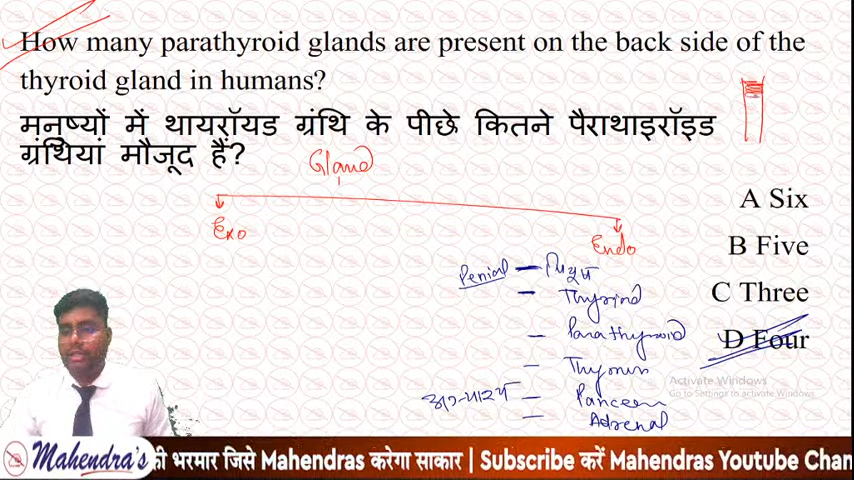 How many parathyroid glands are present on the back side of the
thyroid gland in humans?
मनुष्यों में थायरॉयड ग्रंथि के पीछे कितने पैराथाइरॉइड
ग्रंथियां मौजूद हैं?
Gland
Exo
Endo
A Six
B Five
C Three
D Four
Penial
Thyroind
Parathyroid
Thymus
Adrenal
Activate Windows
Go to Settings to activate Windows.
Mahendra's
की भरमार जिसे Mahendras करेगा साकार | Subscribe करें Mahendras Youtube Chan